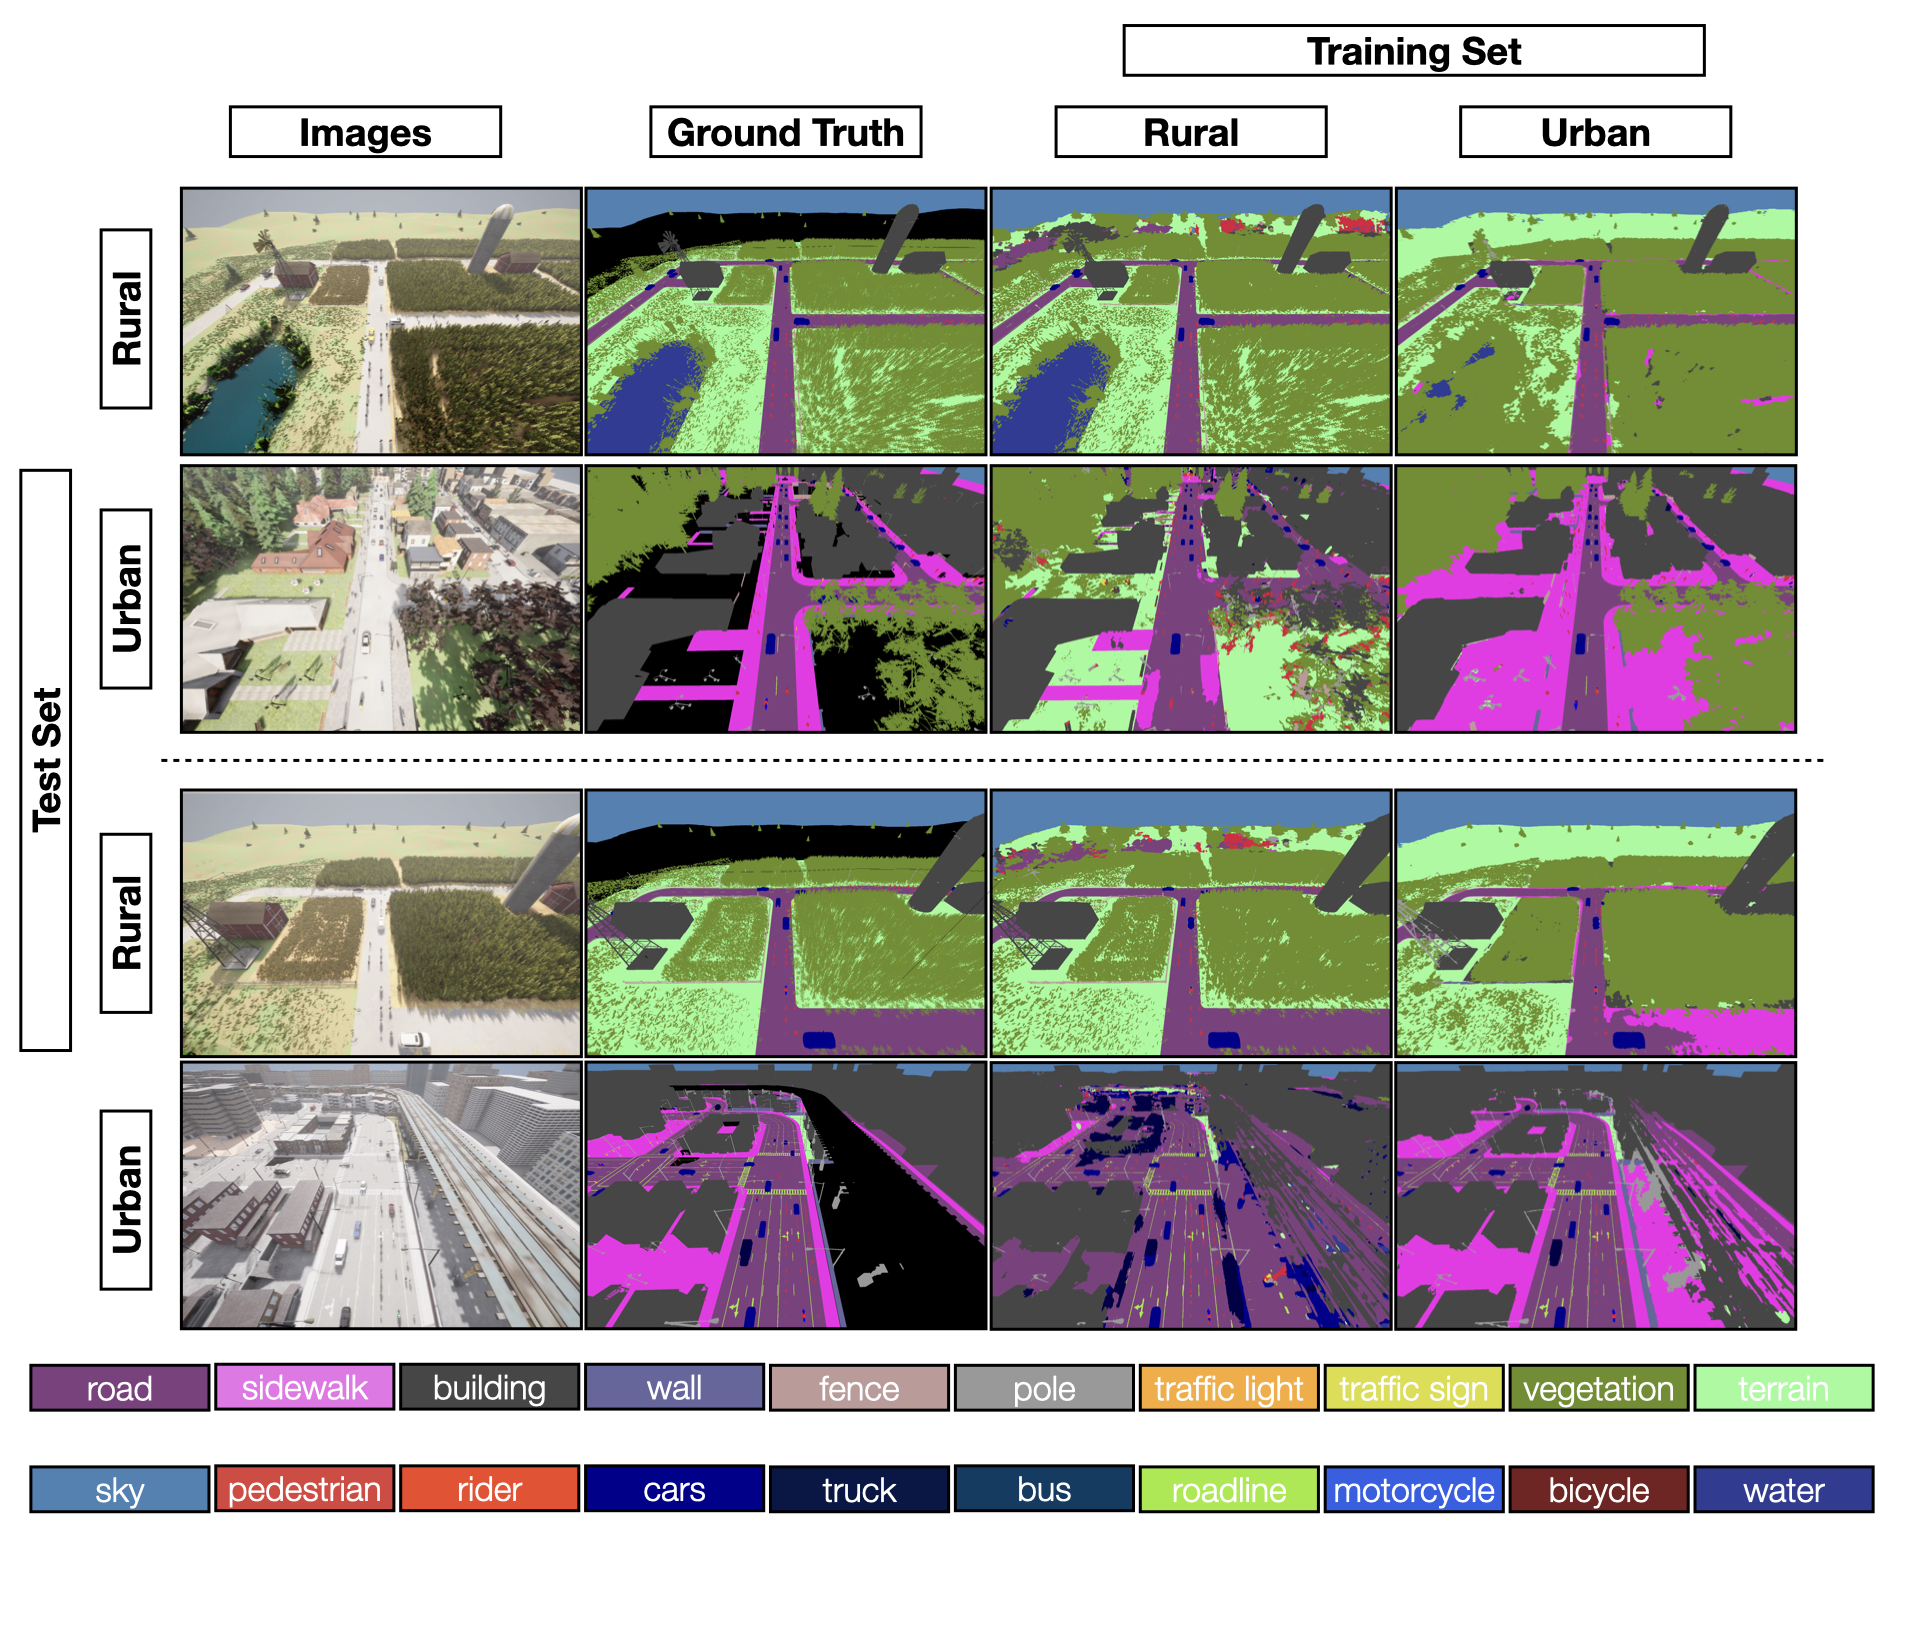 Training Set
Images
Ground Truth
Rural
Urban
Test Set
Rural
Urban
Rural
Urban
road
sidewalk
building
wall
fence
pole
traffic light
traffic sign
vegetation
terrain
sky
pedestrian
rider
cars
truck
bus
roadline
motorcycle
bicycle
water